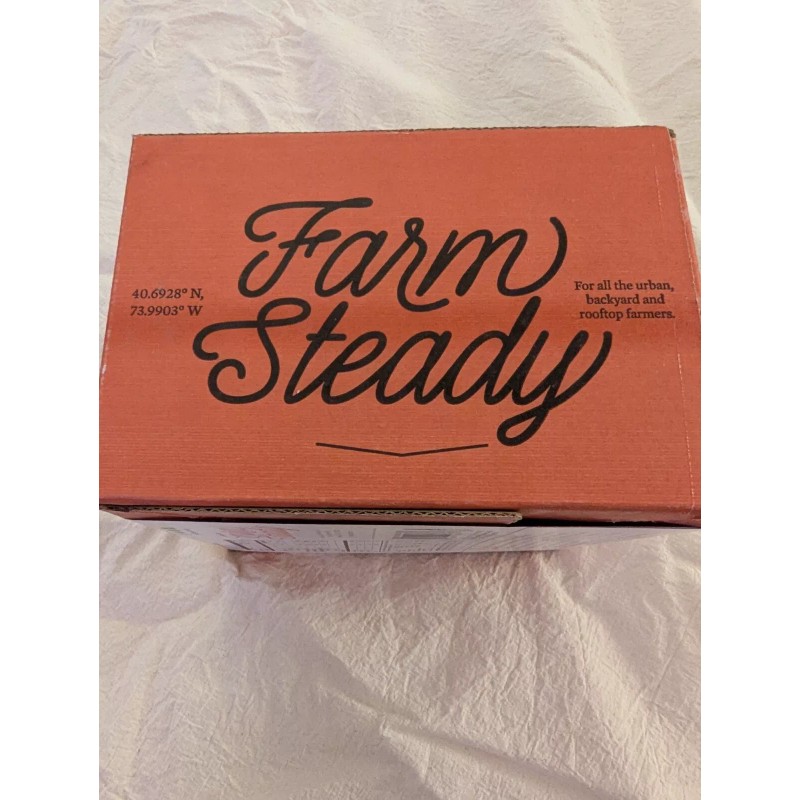 Farm
Steady
40.6928° N,
73.9903° W
For all the urban,
backyard and
rooftop farmers.